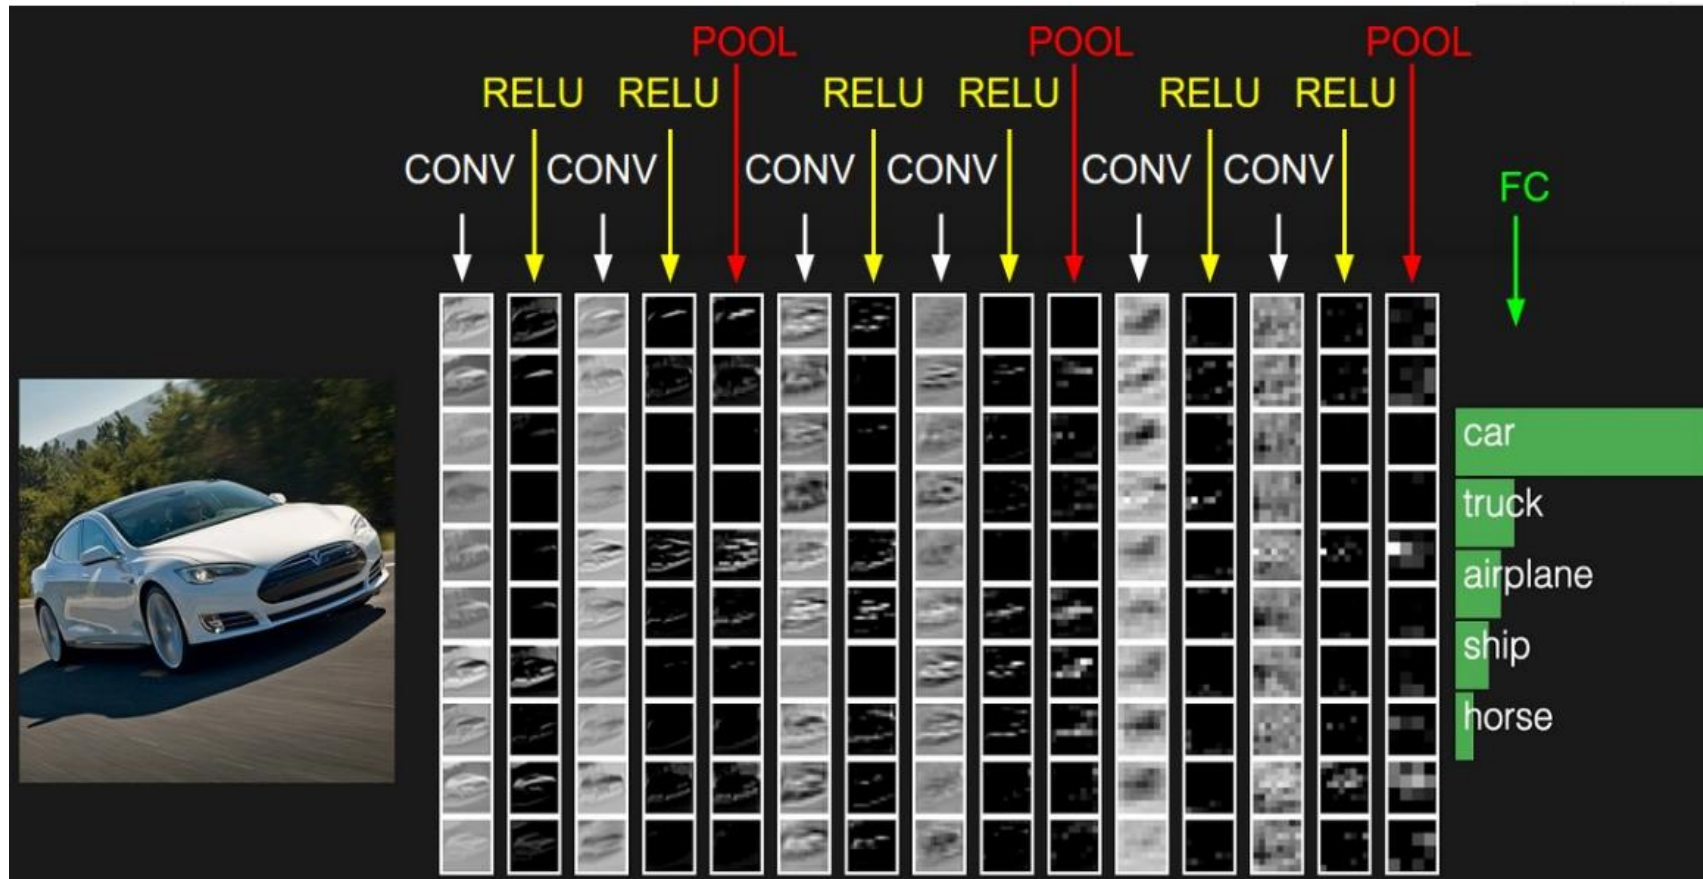 POOL POOL POOL
RELU RELU RELU RELU RELU RELU
CONV CONV CONV CONV CONV CONV
FC
car
truck
airplane
ship
horse